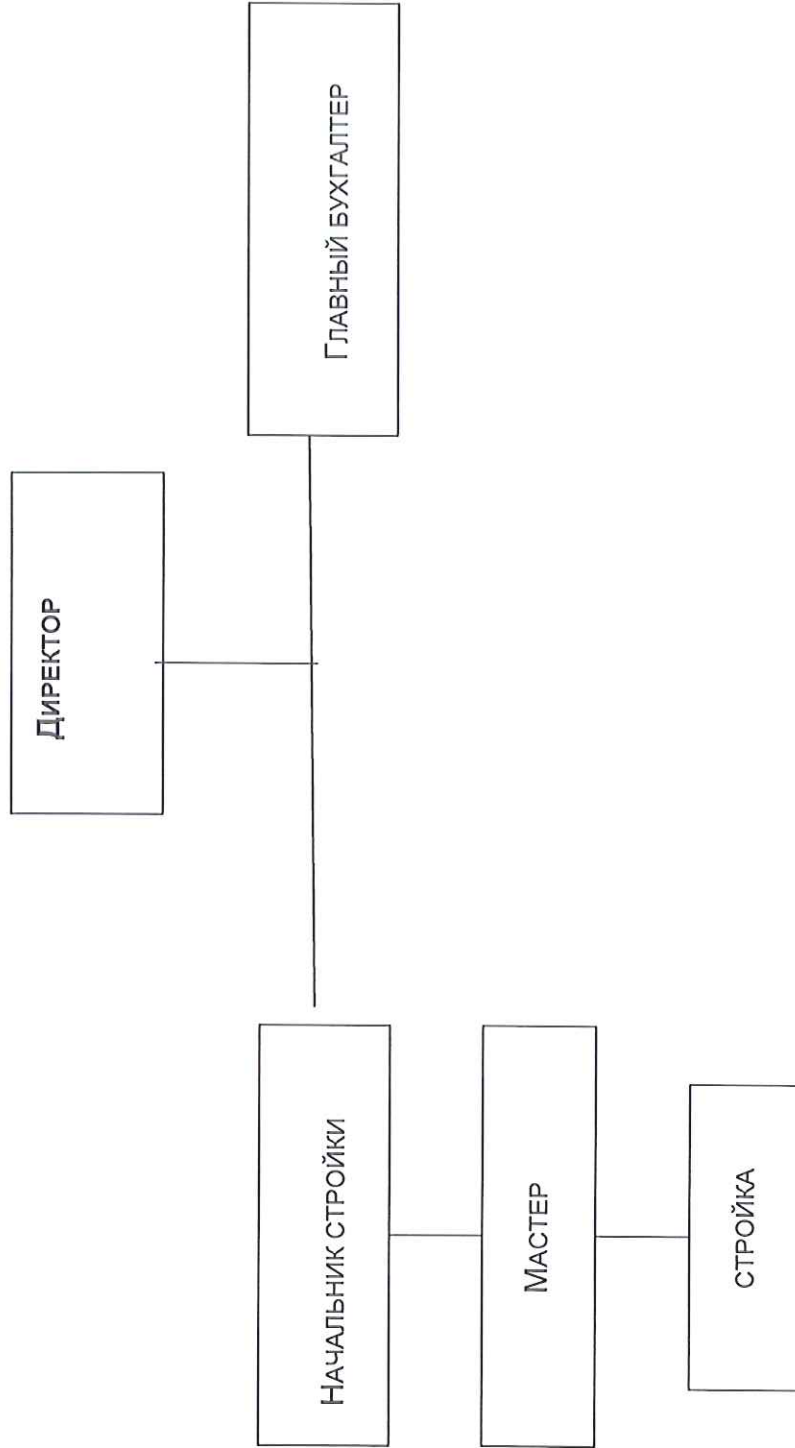 Директор
Главный бухгалтер
Начальник стройки
Мастер
стройка